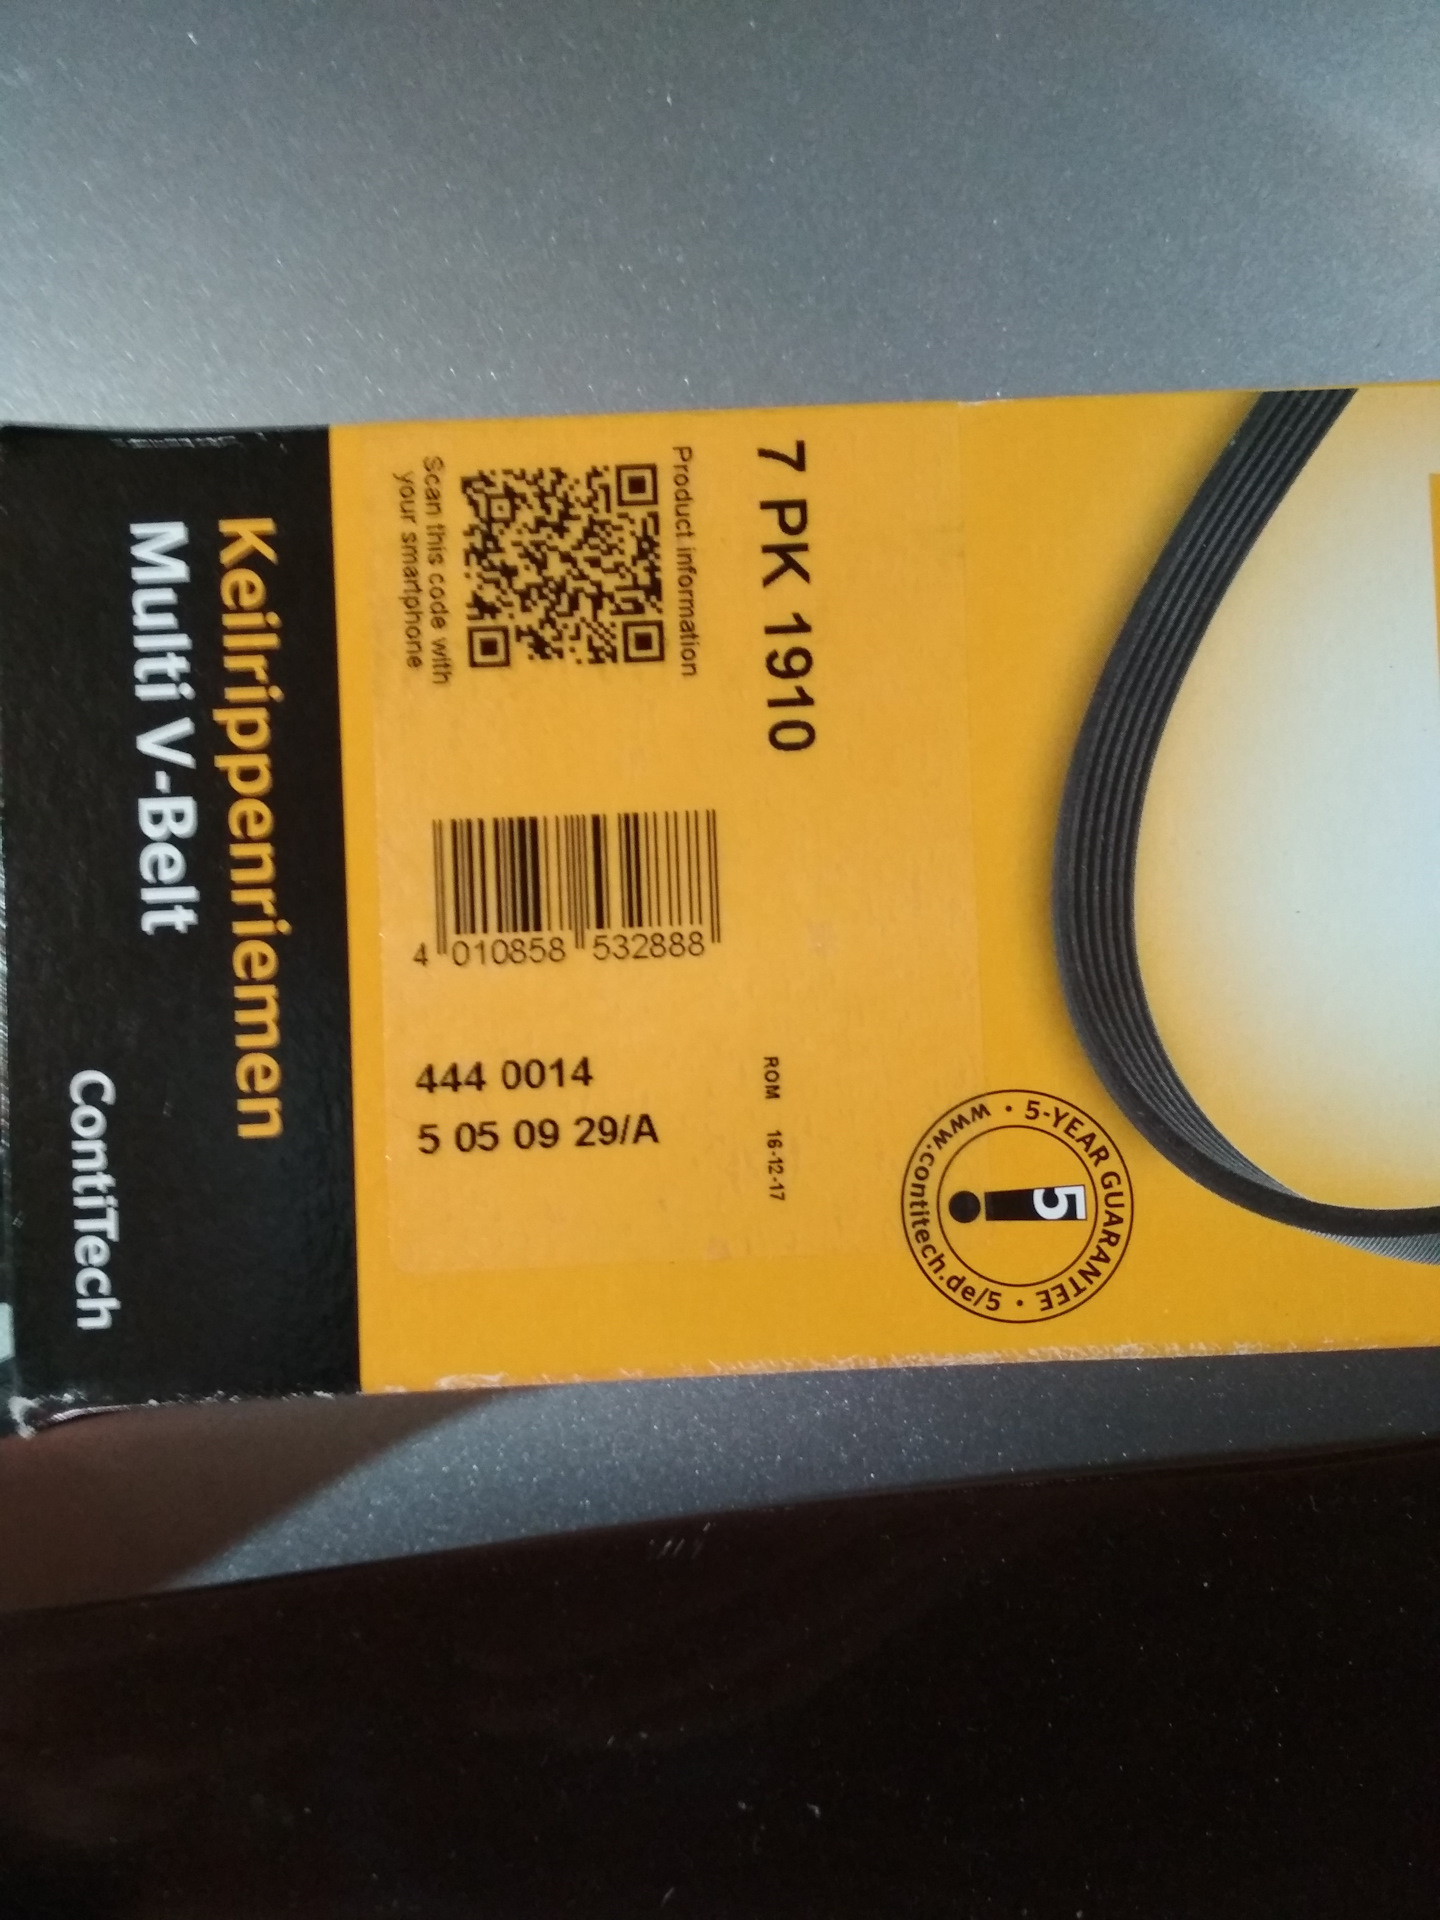 7 PK 1910
Product information
Scan this code with
your smartphone.
4 010858 532888
444 0014
5 05 09 29/A
ROM 16-12-17
5-YEAR GUARANTEE • www.contitech.de/5 •
5
Keilrippenriemen
Multi V-Belt
ContiTech